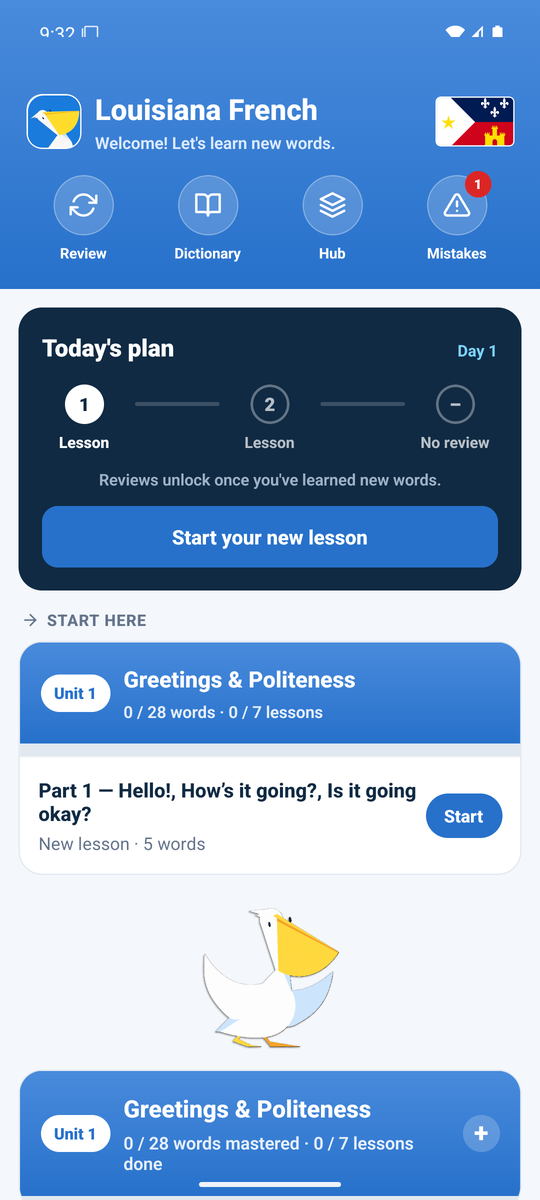 9:32
Louisiana French
Welcome! Let's learn new words.
1
Review
Dictionary
Hub
Mistakes
Today's plan
Day 1
1
2
–
Lesson
Lesson
No review
Reviews unlock once you've learned new words.
Start your new lesson
→ START HERE
Unit 1
Greetings & Politeness
0 / 28 words · 0 / 7 lessons
Part 1 — Hello!, How’s it going?, Is it going
okay?
New lesson · 5 words
Start
Unit 1
Greetings & Politeness
0 / 28 words mastered · 0 / 7 lessons
done
+